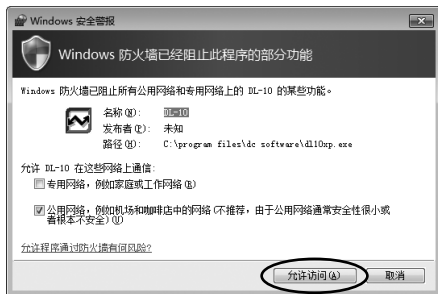 Windows 安全警报
Windows 防火墙已经阻止此程序的部分功能
Windows 防火墙已阻止所有公用网络和专用网络上的 DL-10 的某些功能。
名称(N): DL-10
发布者(P): 未知
路径(H): C:\program files\dc software\dl10xp.exe
允许 DL-10 在这些网络上通信:
专用网络，例如家庭或工作网络(R)
公用网络，例如机场和咖啡店中的网络(不推荐，由于公用网络通常安全性很小或
者根本不安全)(U)
允许程序通过防火墙有何风险?
允许访问(A) 取消